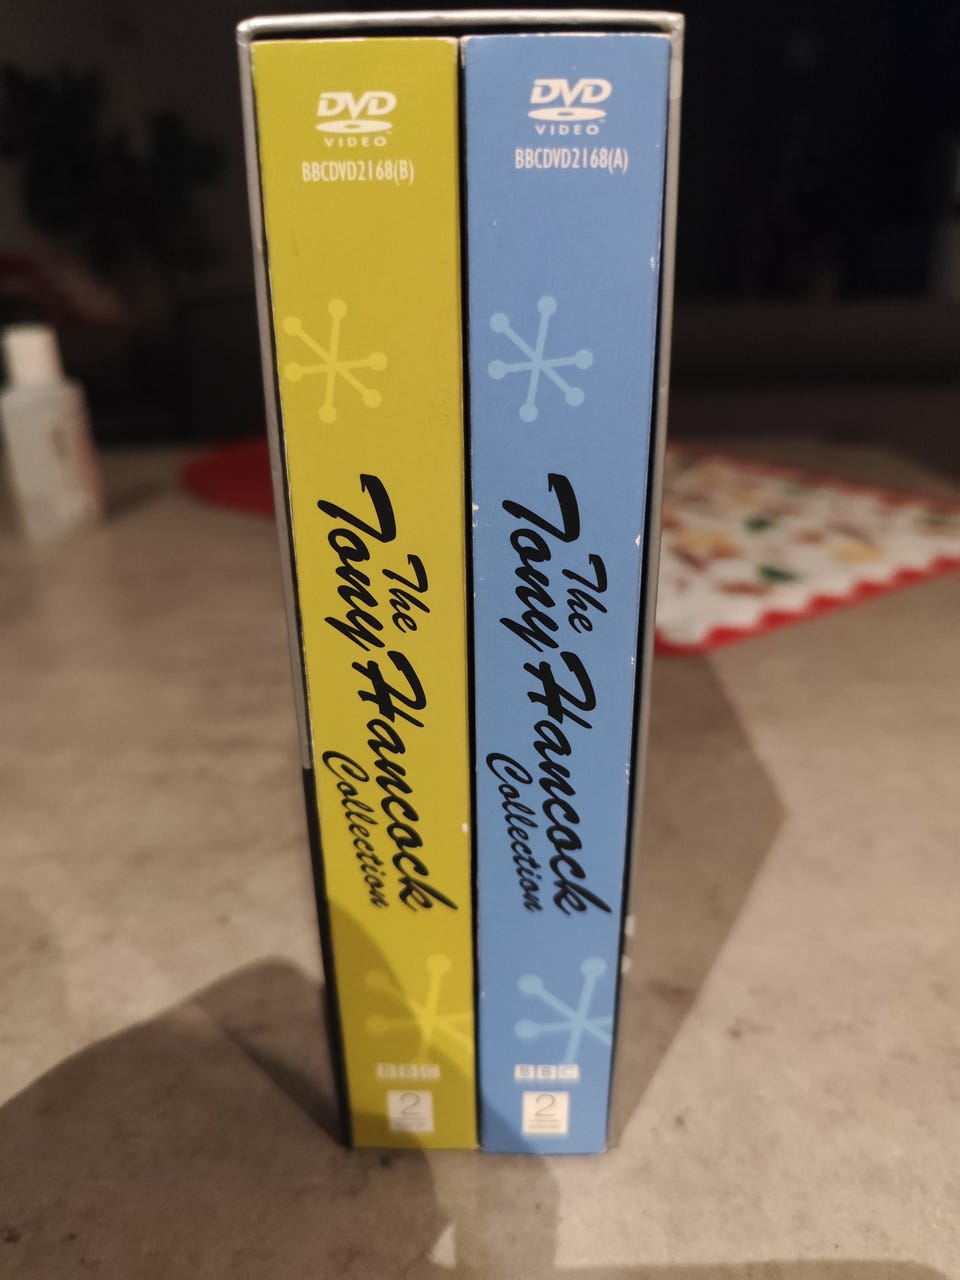 DVD
VIDEO
BBCDVD2168(B)
The
Tony Hancock
Collection
BBC
2
DVD
VIDEO
BBCDVD2168(A)
The
Tony Hancock
Collection
BBC
2